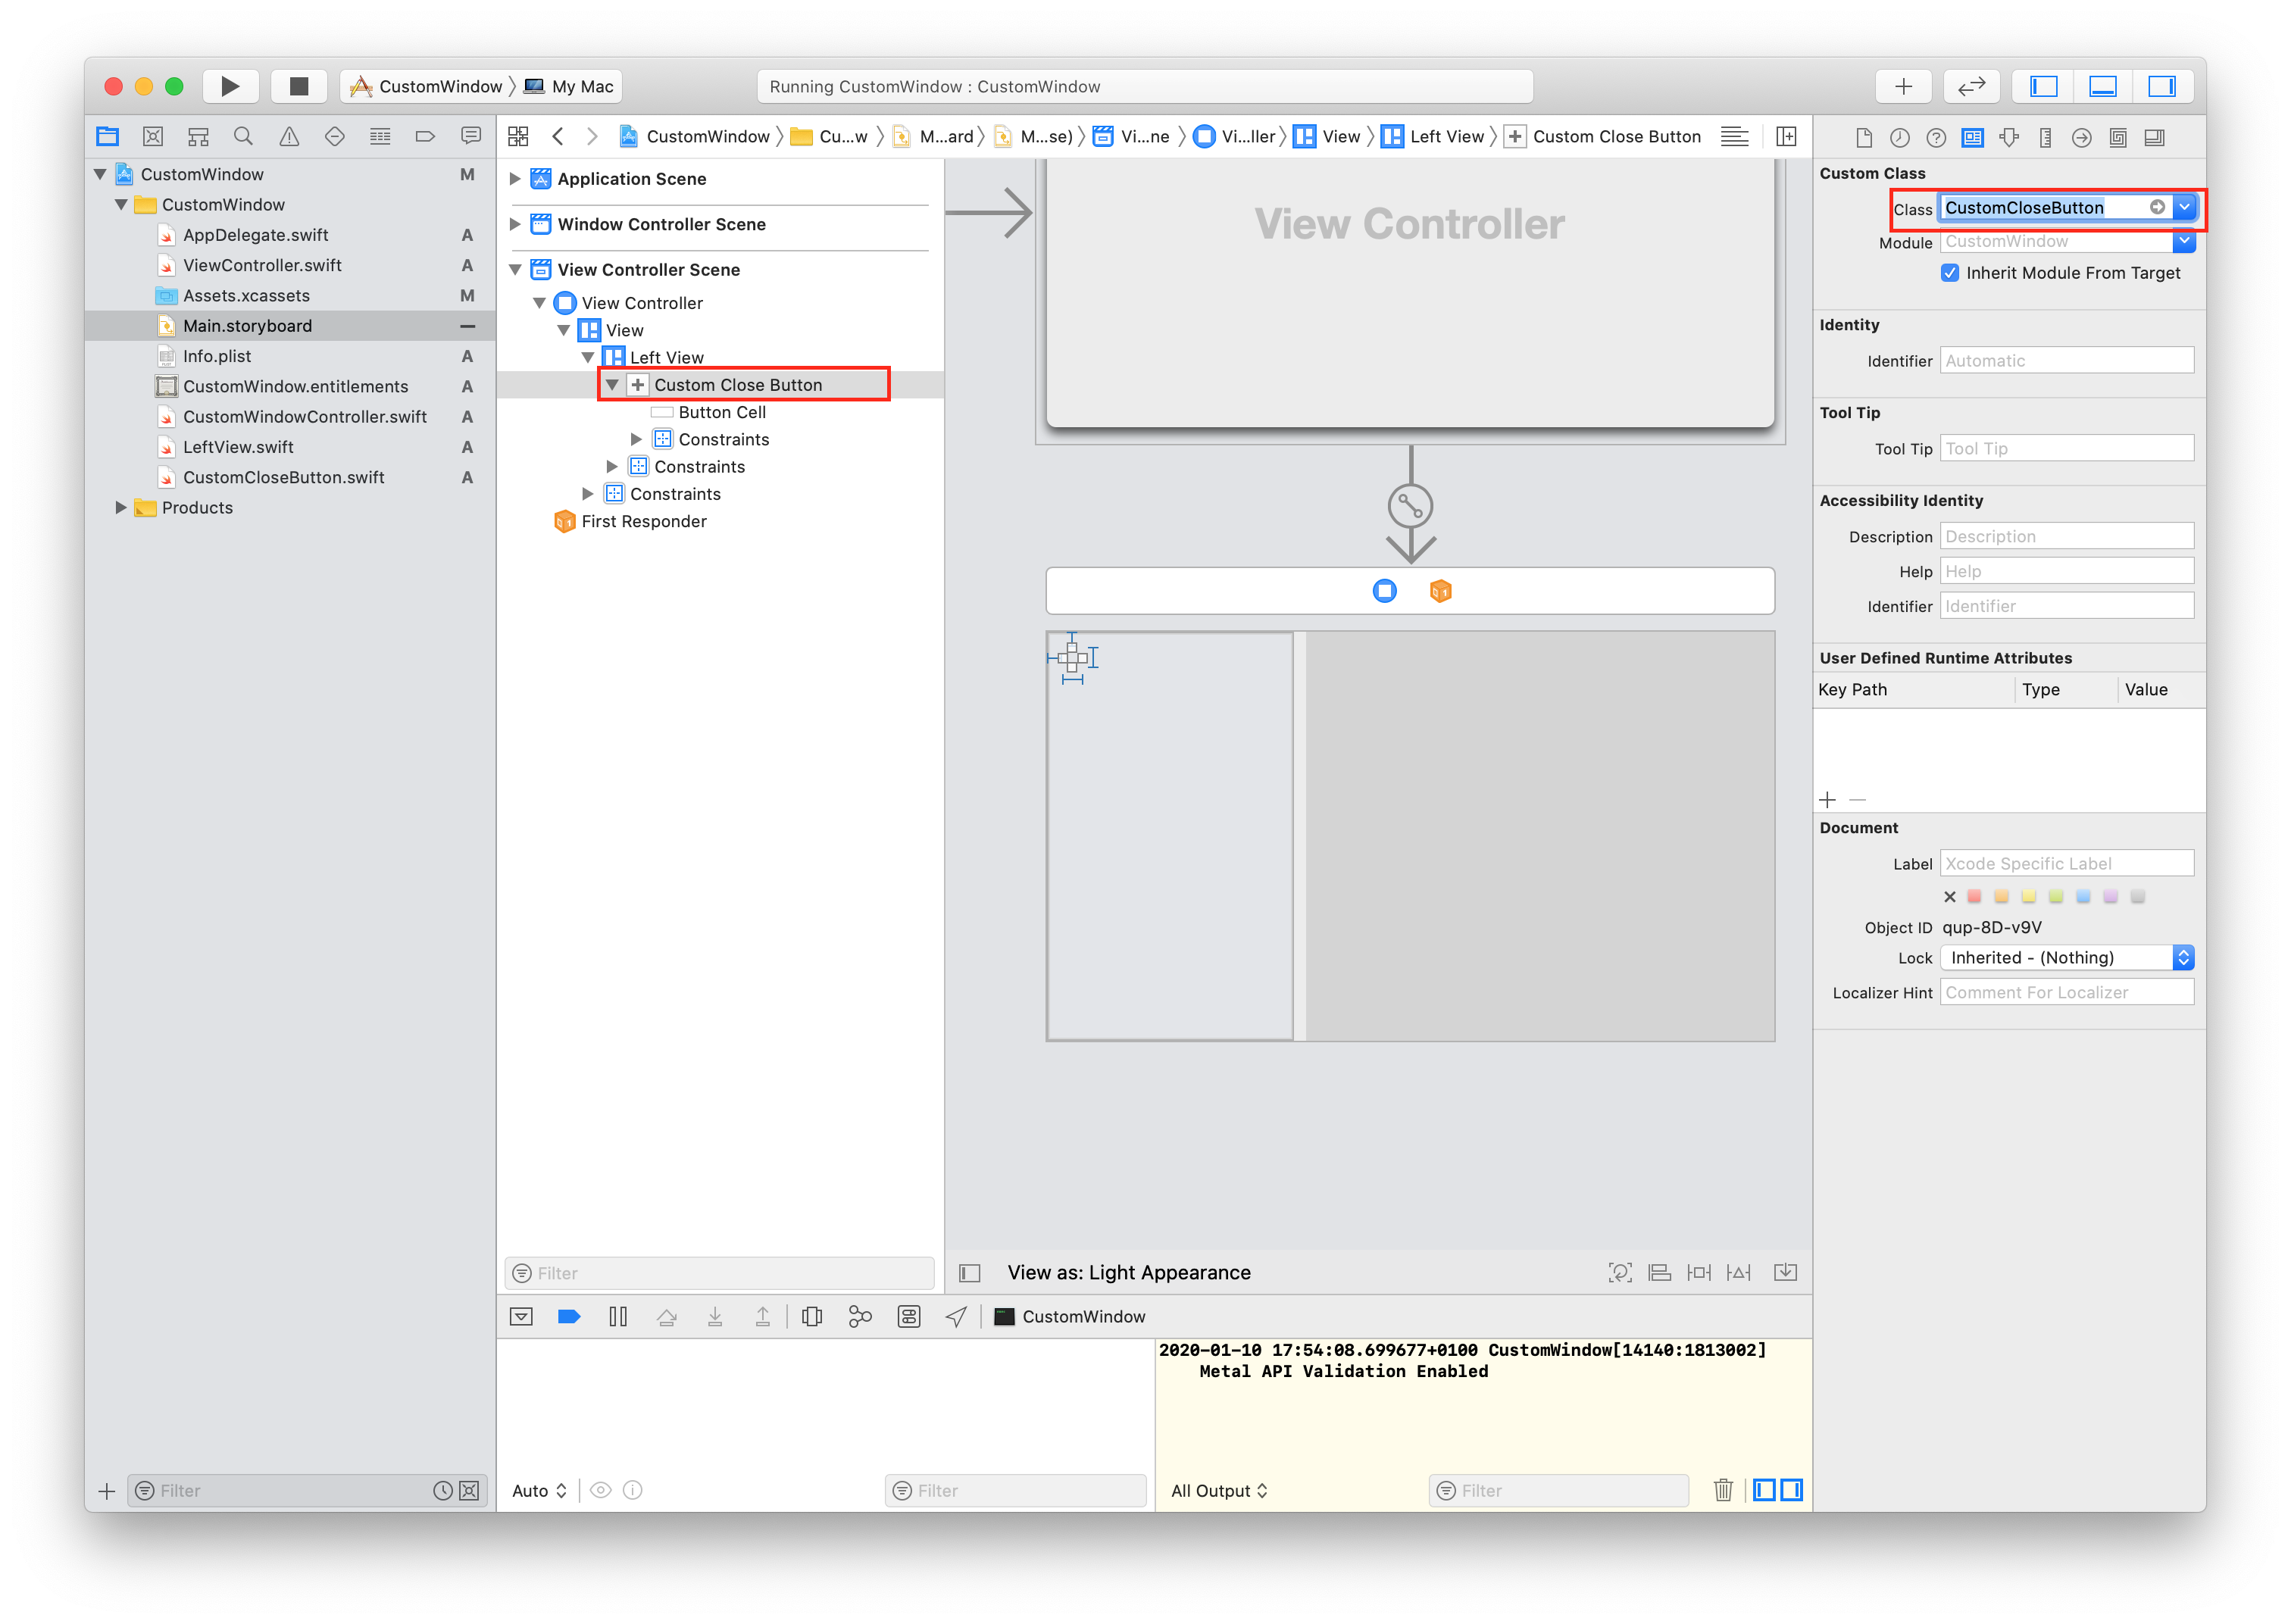 CustomWindow 〉 My Mac
Running CustomWindow : CustomWindow
CustomWindow 〉 Cu...w 〉 M...ard 〉 M...se) 〉 Vi...ne 〉 Vi...ller 〉 View 〉 Left View 〉 Custom Close Button
CustomWindow M
CustomWindow
AppDelegate.swift A
ViewController.swift A
Assets.xcassets M
Main.storyboard —
Info.plist A
CustomWindow.entitlements A
CustomWindowController.swift A
LeftView.swift A
CustomCloseButton.swift A
Products
Filter
Application Scene
Window Controller Scene
View Controller Scene
View Controller
View
Left View
Custom Close Button
Button Cell
Constraints
Constraints
Constraints
First Responder
Filter
View Controller
View as: Light Appearance
CustomWindow
2020-01-10 17:54:08.699677+0100 CustomWindow[14140:1813002]
Metal API Validation Enabled
Auto
Filter
All Output
Filter
Custom Class
Class CustomCloseButton
Module CustomWindow
Inherit Module From Target
Identity
Identifier Automatic
Tool Tip
Tool Tip Tool Tip
Accessibility Identity
Description Description
Help Help
Identifier Identifier
User Defined Runtime Attributes
Key Path Type Value
Document
Label Xcode Specific Label
Object ID qup-8D-v9V
Lock Inherited - (Nothing)
Localizer Hint Comment For Localizer